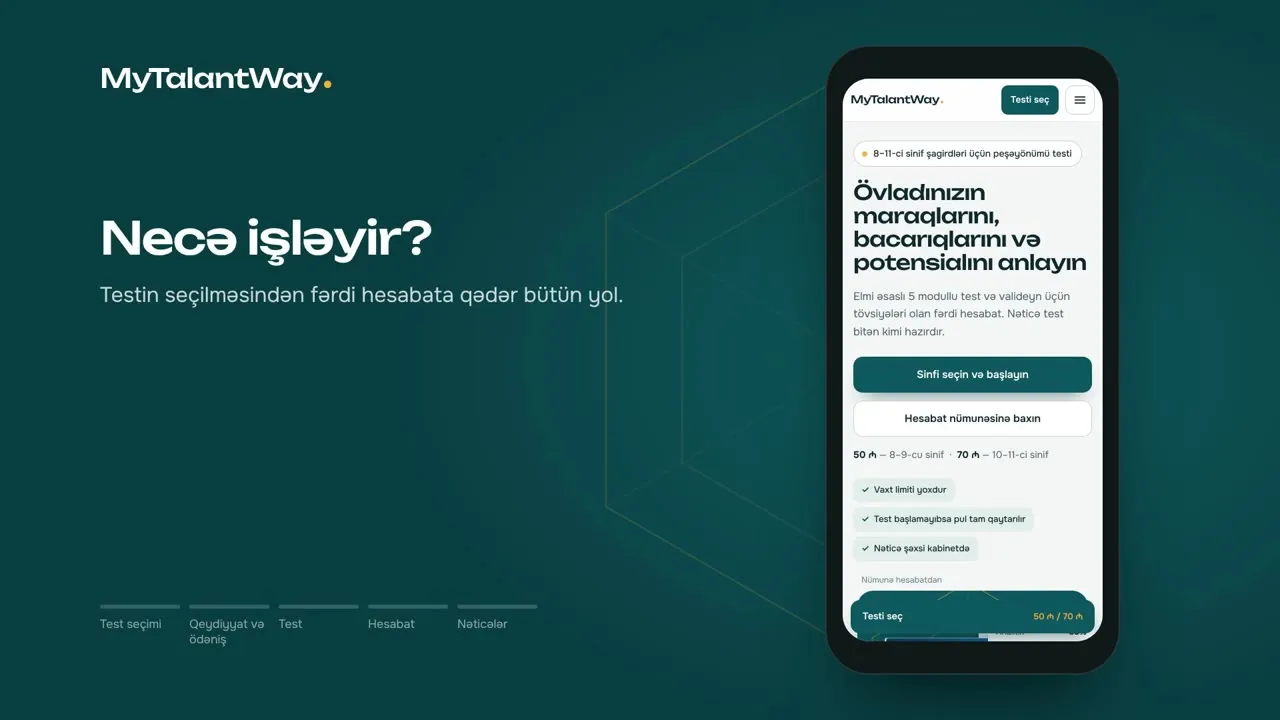 MyTalantWay.
Necə işləyir?
Testin seçilməsindən fərdi hesabata qədər bütün yol.
Test seçimi
Qeydiyyat və
ödəniş
Test
Hesabat
Nəticələr
MyTalantWay.
Testi seç
8–11-ci sinif şagirdləri üçün peşəyönümü testi
Övladınızın
maraqlarını,
bacarıqlarını və
potensialını anlayın
Elmi əsaslı 5 modullu test və valideyn üçün
tövsiyələri olan fərdi hesabat. Nəticə test
bitən kimi hazırdır.
Sinfi seçin və başlayın
Hesabat nümunəsinə baxın
50 ₼ — 8–9-cu sinif · 70 ₼ — 10–11-ci sinif
✓ Vaxt limiti yoxdur
✓ Test başlamayıbsa pul tam qaytarılır
✓ Nəticə şəxsi kabinetdə
Nümunə hesabatdan
Testi seç 50 ₼ / 70 ₼